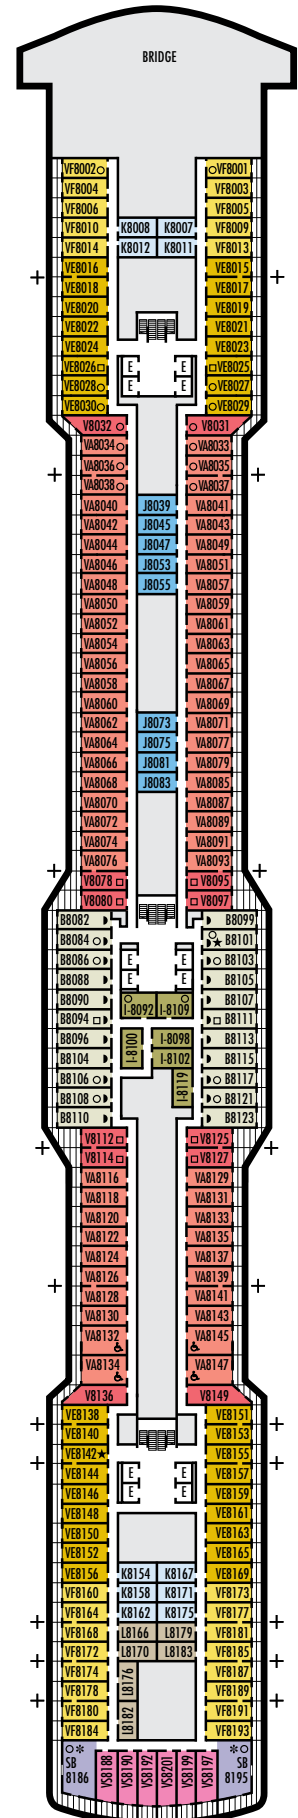 BRIDGE
VF8002 VF8001
VF8004 VF8003
VF8006 VF8005
VF8010 K8008 K8007 VF8009
VF8014 K8012 K8011 VF8013
VE8016 VE8015
VE8018 VE8017
VE8020 VE8019
VE8022 VE8021
VE8024 VE8023
VE8026 E E VE8025
VE8028 E E VE8027
VE8030 VE8029
V8032 V8031
VA8034 VA8033
VA8036 VA8035
VA8038 VA8037
VA8040 J8039 VA8041
VA8042 J8045 VA8043
VA8044 J8047 VA8049
VA8046 J8053 VA8051
VA8048 J8055 VA8057
VA8050 VA8059
VA8052 VA8061
VA8054 VA8063
VA8056 VA8065
VA8058 VA8067
VA8060 VA8069
VA8062 J8073 VA8071
VA8064 J8075 VA8077
VA8066 J8081 VA8079
VA8068 J8083 VA8085
VA8070 VA8087
VA8072 VA8089
VA8074 VA8091
VA8076 VA8093
V8078 V8095
V8080 V8097
B8082 B8099
B8084 B8101
B8086 E E B8103
B8088 E E B8105
B8090 I-8092 I-8109 B8107
B8094 B8111
B8096 I-8100 I-8098 B8113
B8104 I-8102 B8115
B8106 I-8119 B8117
B8108 B8121
B8110 B8123
V8112 V8125
V8114 V8127
VA8116 VA8129
VA8118 VA8131
VA8120 VA8133
VA8122 VA8135
VA8124 VA8137
VA8126 VA8139
VA8128 VA8141
VA8130 VA8143
VA8132 VA8145
VA8134 VA8147
V8136 V8149
VE8138 VE8151
VE8140 VE8153
VE8142 VE8155
VE8144 E E VE8157
VE8146 E E VE8159
VE8148 VE8161
VE8150 VE8163
VE8152 VE8165
VE8156 K8154 K8167 VE8169
VF8160 K8158 K8171 VF8173
VF8164 K8162 K8175 VF8177
VF8168 L8166 L8179 VF8181
VF8172 L8170 L8183 VF8185
VF8174 L8176 VF8187
VF8178 VF8189
VF8180 L8182 VF8191
VF8184 VF8193
SB 8186 VS8188 VS8190 VS8192 VS8201 VS8199 VS8197 SB 8195